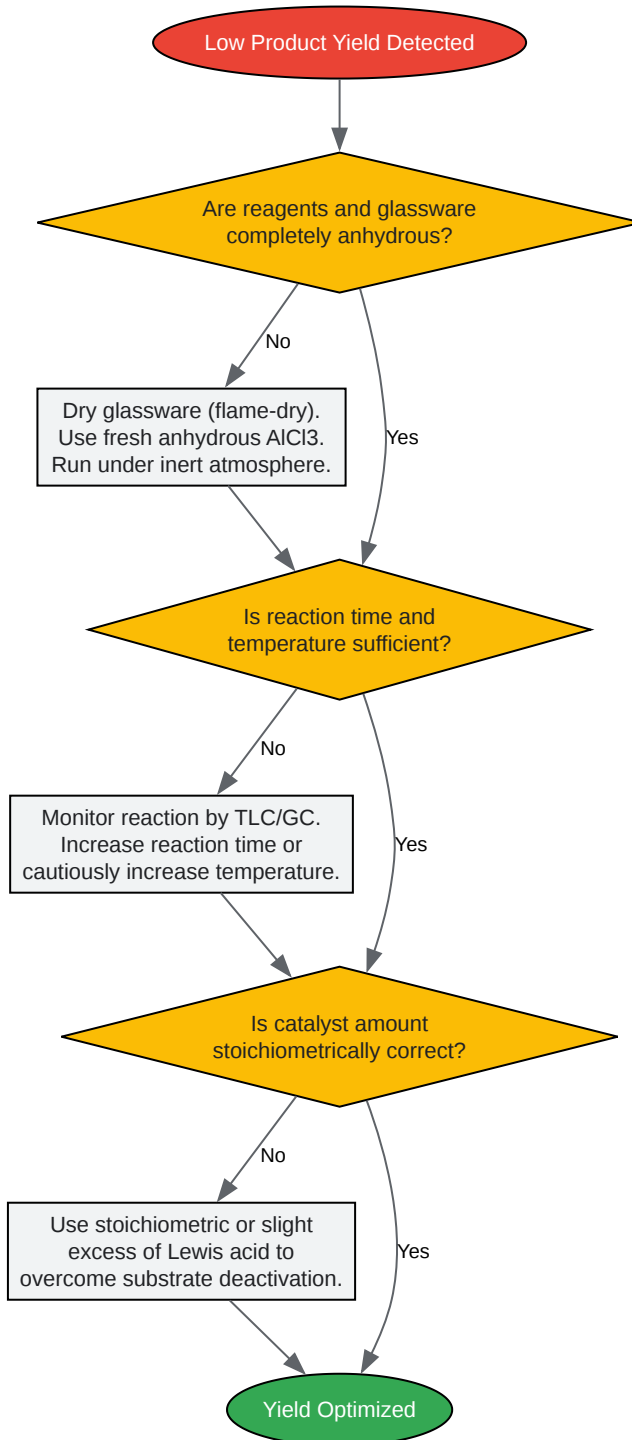 Low Product Yield Detected
Are reagents and glassware
completely anhydrous?
No
Yes
Dry glassware (flame-dry).
Use fresh anhydrous AlCl3.
Run under inert atmosphere.
Is reaction time and
temperature sufficient?
No
Yes
Monitor reaction by TLC/GC.
Increase reaction time or
cautiously increase temperature.
Is catalyst amount
stoichiometrically correct?
No
Yes
Use stoichiometric or slight
excess of Lewis acid to
overcome substrate deactivation.
Yield Optimized